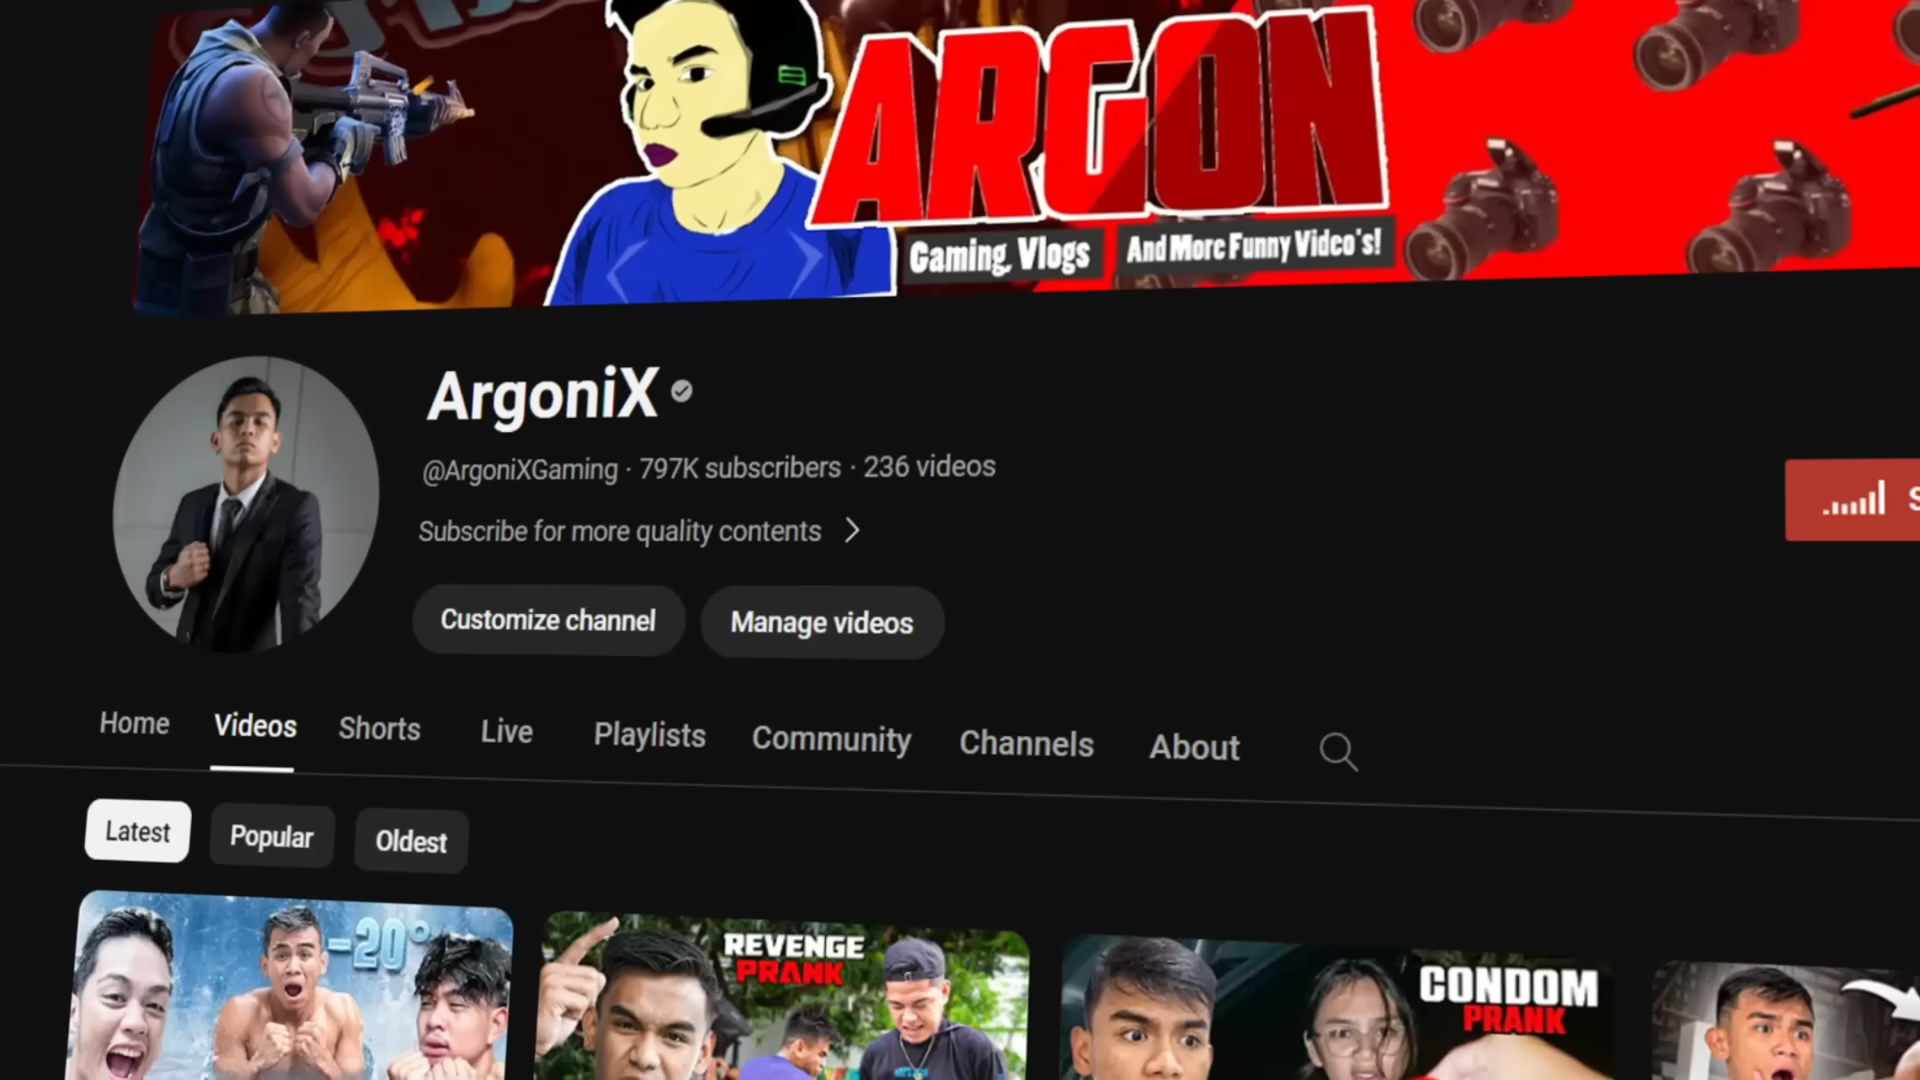 ARGON
Gaming, Vlogs
And More Funny Video's!
ArgoniX
@ArgoniXGaming · 797K subscribers · 236 videos
Subscribe for more quality contents
Customize channel
Manage videos
Home Videos Shorts Live Playlists Community Channels About
Latest Popular Oldest
-20°
REVENGE
PRANK
CONDOM
PRANK